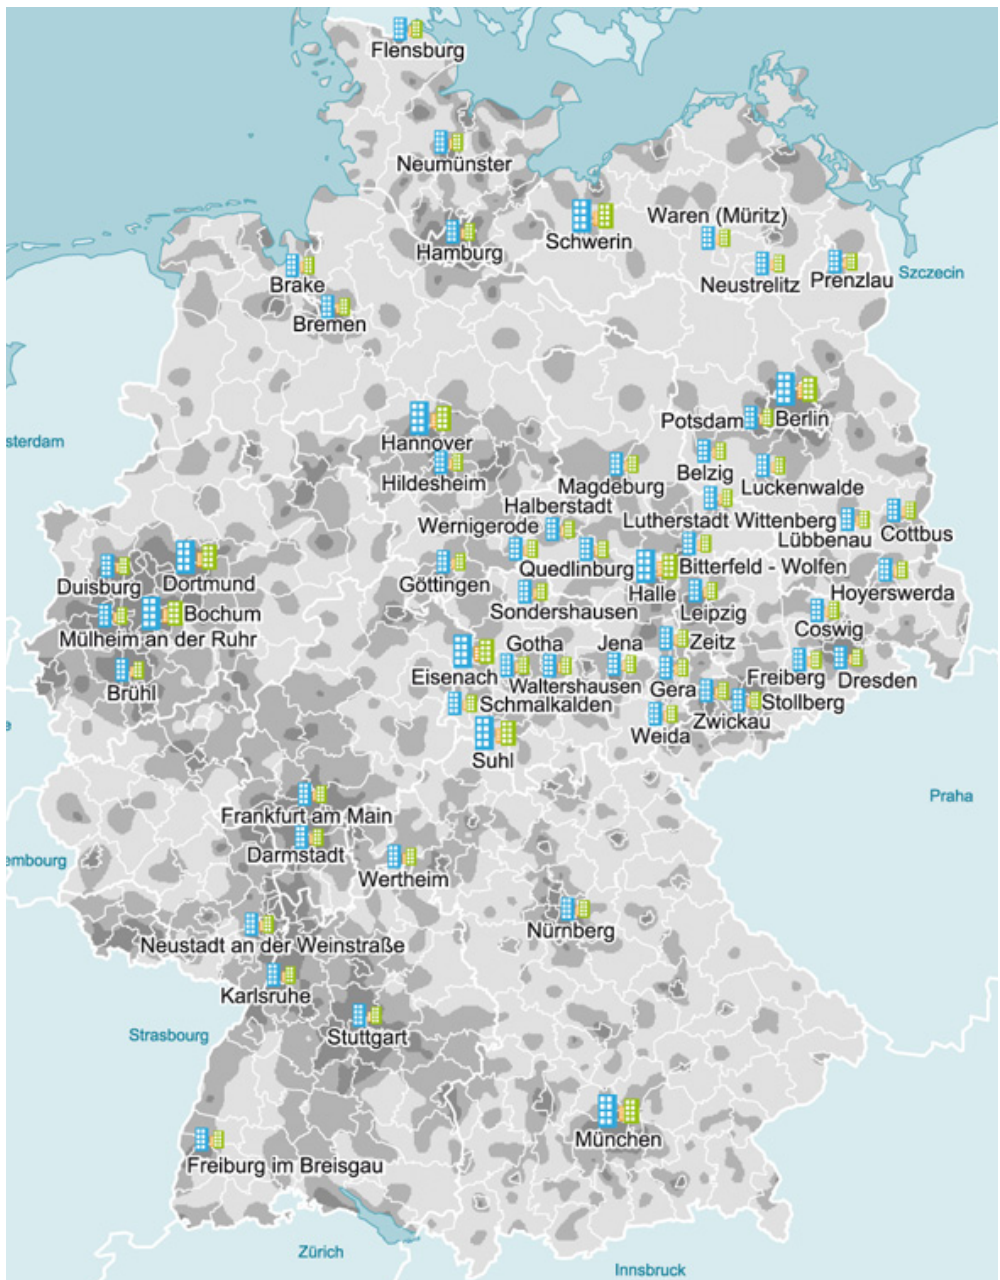 Flensburg
Neumünster
Hamburg
Schwerin
Waren (Müritz)
Neustrelitz
Prenzlau
Szczecin
Brake
Bremen
Potsdam
Berlin
Hannover
sterdam
Hildesheim
Magdeburg
Belzig
Luckenwalde
Halberstadt
Wernigerode
Lutherstadt Wittenberg
Lübbenau
Cottbus
Duisburg
Dortmund
Göttingen
Quedlinburg
Halle
Bitterfeld - Wolfen
Hoyerswerda
Bochum
Sondershausen
Leipzig
Coswig
Mülheim an der Ruhr
Gotha
Jena
Zeitz
Brühl
Eisenach
Waltershausen
Gera
Freiberg
Dresden
Schmalkalden
Zwickau
Stollberg
Weida
Suhl
Praha
Frankfurt am Main
Darmstadt
embourg
Wertheim
Nürnberg
Neustadt an der Weinstraße
Karlsruhe
Strasbourg
Stuttgart
München
Freiburg im Breisgau
Zürich
Innsbruck